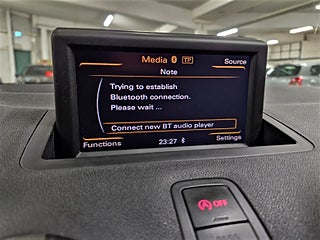 Media TP
Source
Note
Trying to establish
Bluetooth connection.
Please wait ...
Connect new BT audio player
Functions
23:27
Settings
A OFF